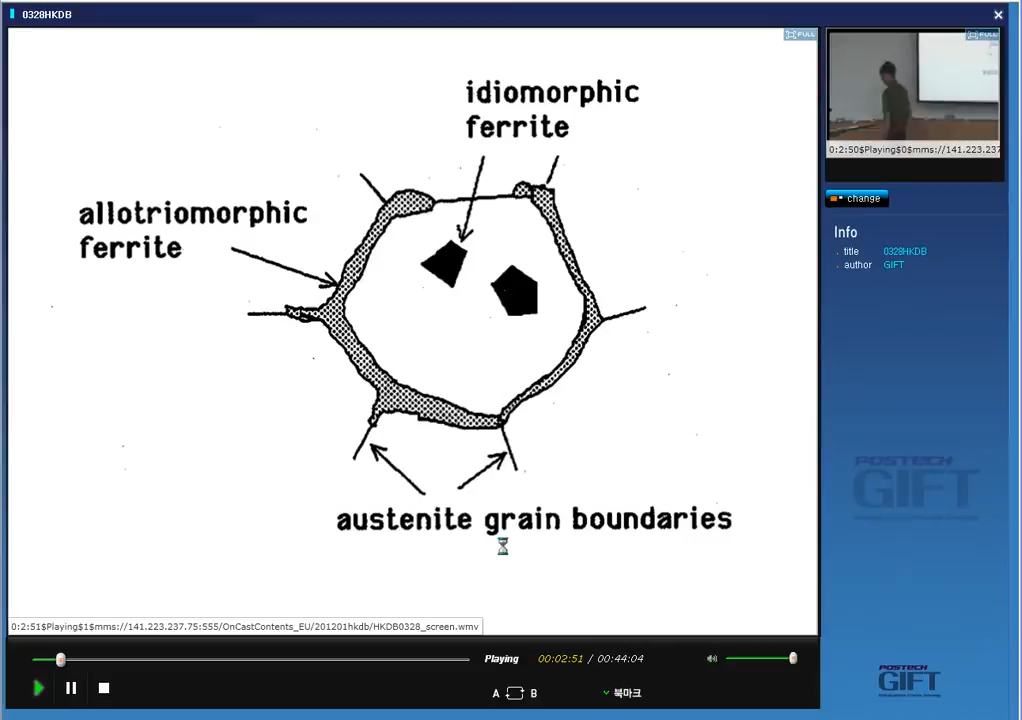 0328HKDB
FULL
idiomorphic
ferrite
allotriomorphic
ferrite
austenite grain boundaries
0:2:51$Playing$1$mms://141.223.237.75:555/OnCastContents_EU/201201hkdb/HKDB0328_screen.wmv
Playing
00:02:51 / 00:44:04
A B
북마크
FULL
0:2:50$Playing$0$mms://141.223.237
change
Info
. title 0328HKDB
. author GIFT
POSTECH
GIFT
POSTECH
GIFT